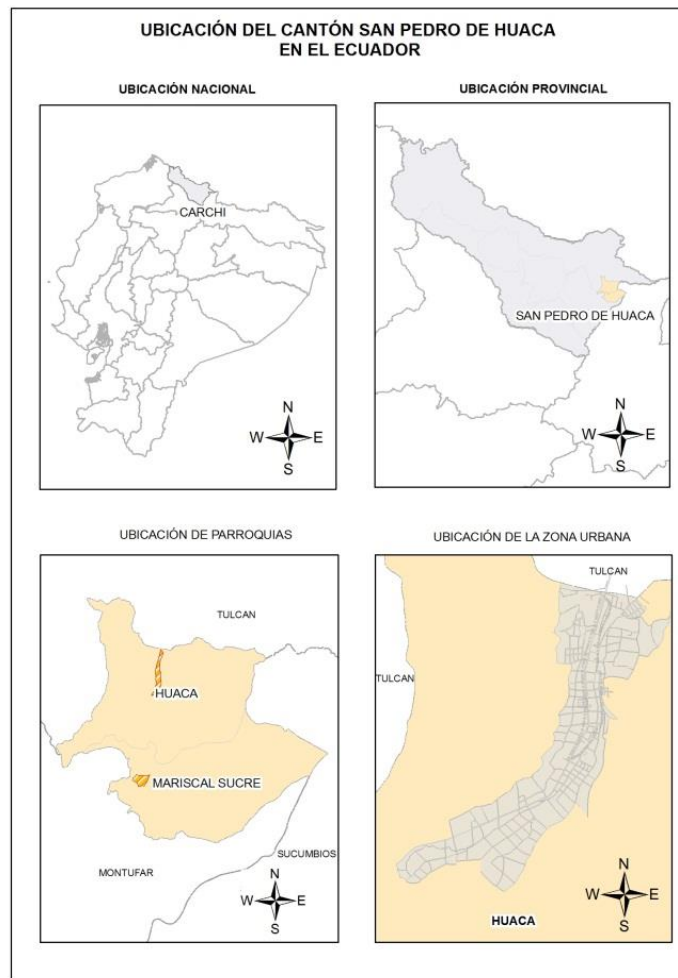 UBICACIÓN DEL CANTÓN SAN PEDRO DE HUACA
EN EL ECUADOR
UBICACIÓN NACIONAL
CARCHI
N
W E
S
UBICACIÓN PROVINCIAL
SAN PEDRO DE HUACA
N
W E
S
UBICACIÓN DE PARROQUIAS
TULCAN
HUACA
MARISCAL SUCRE
SUCUMBIOS
MONTUFAR
N
W E
S
UBICACIÓN DE LA ZONA URBANA
TULCAN
TULCAN
N
W E
S
HUACA